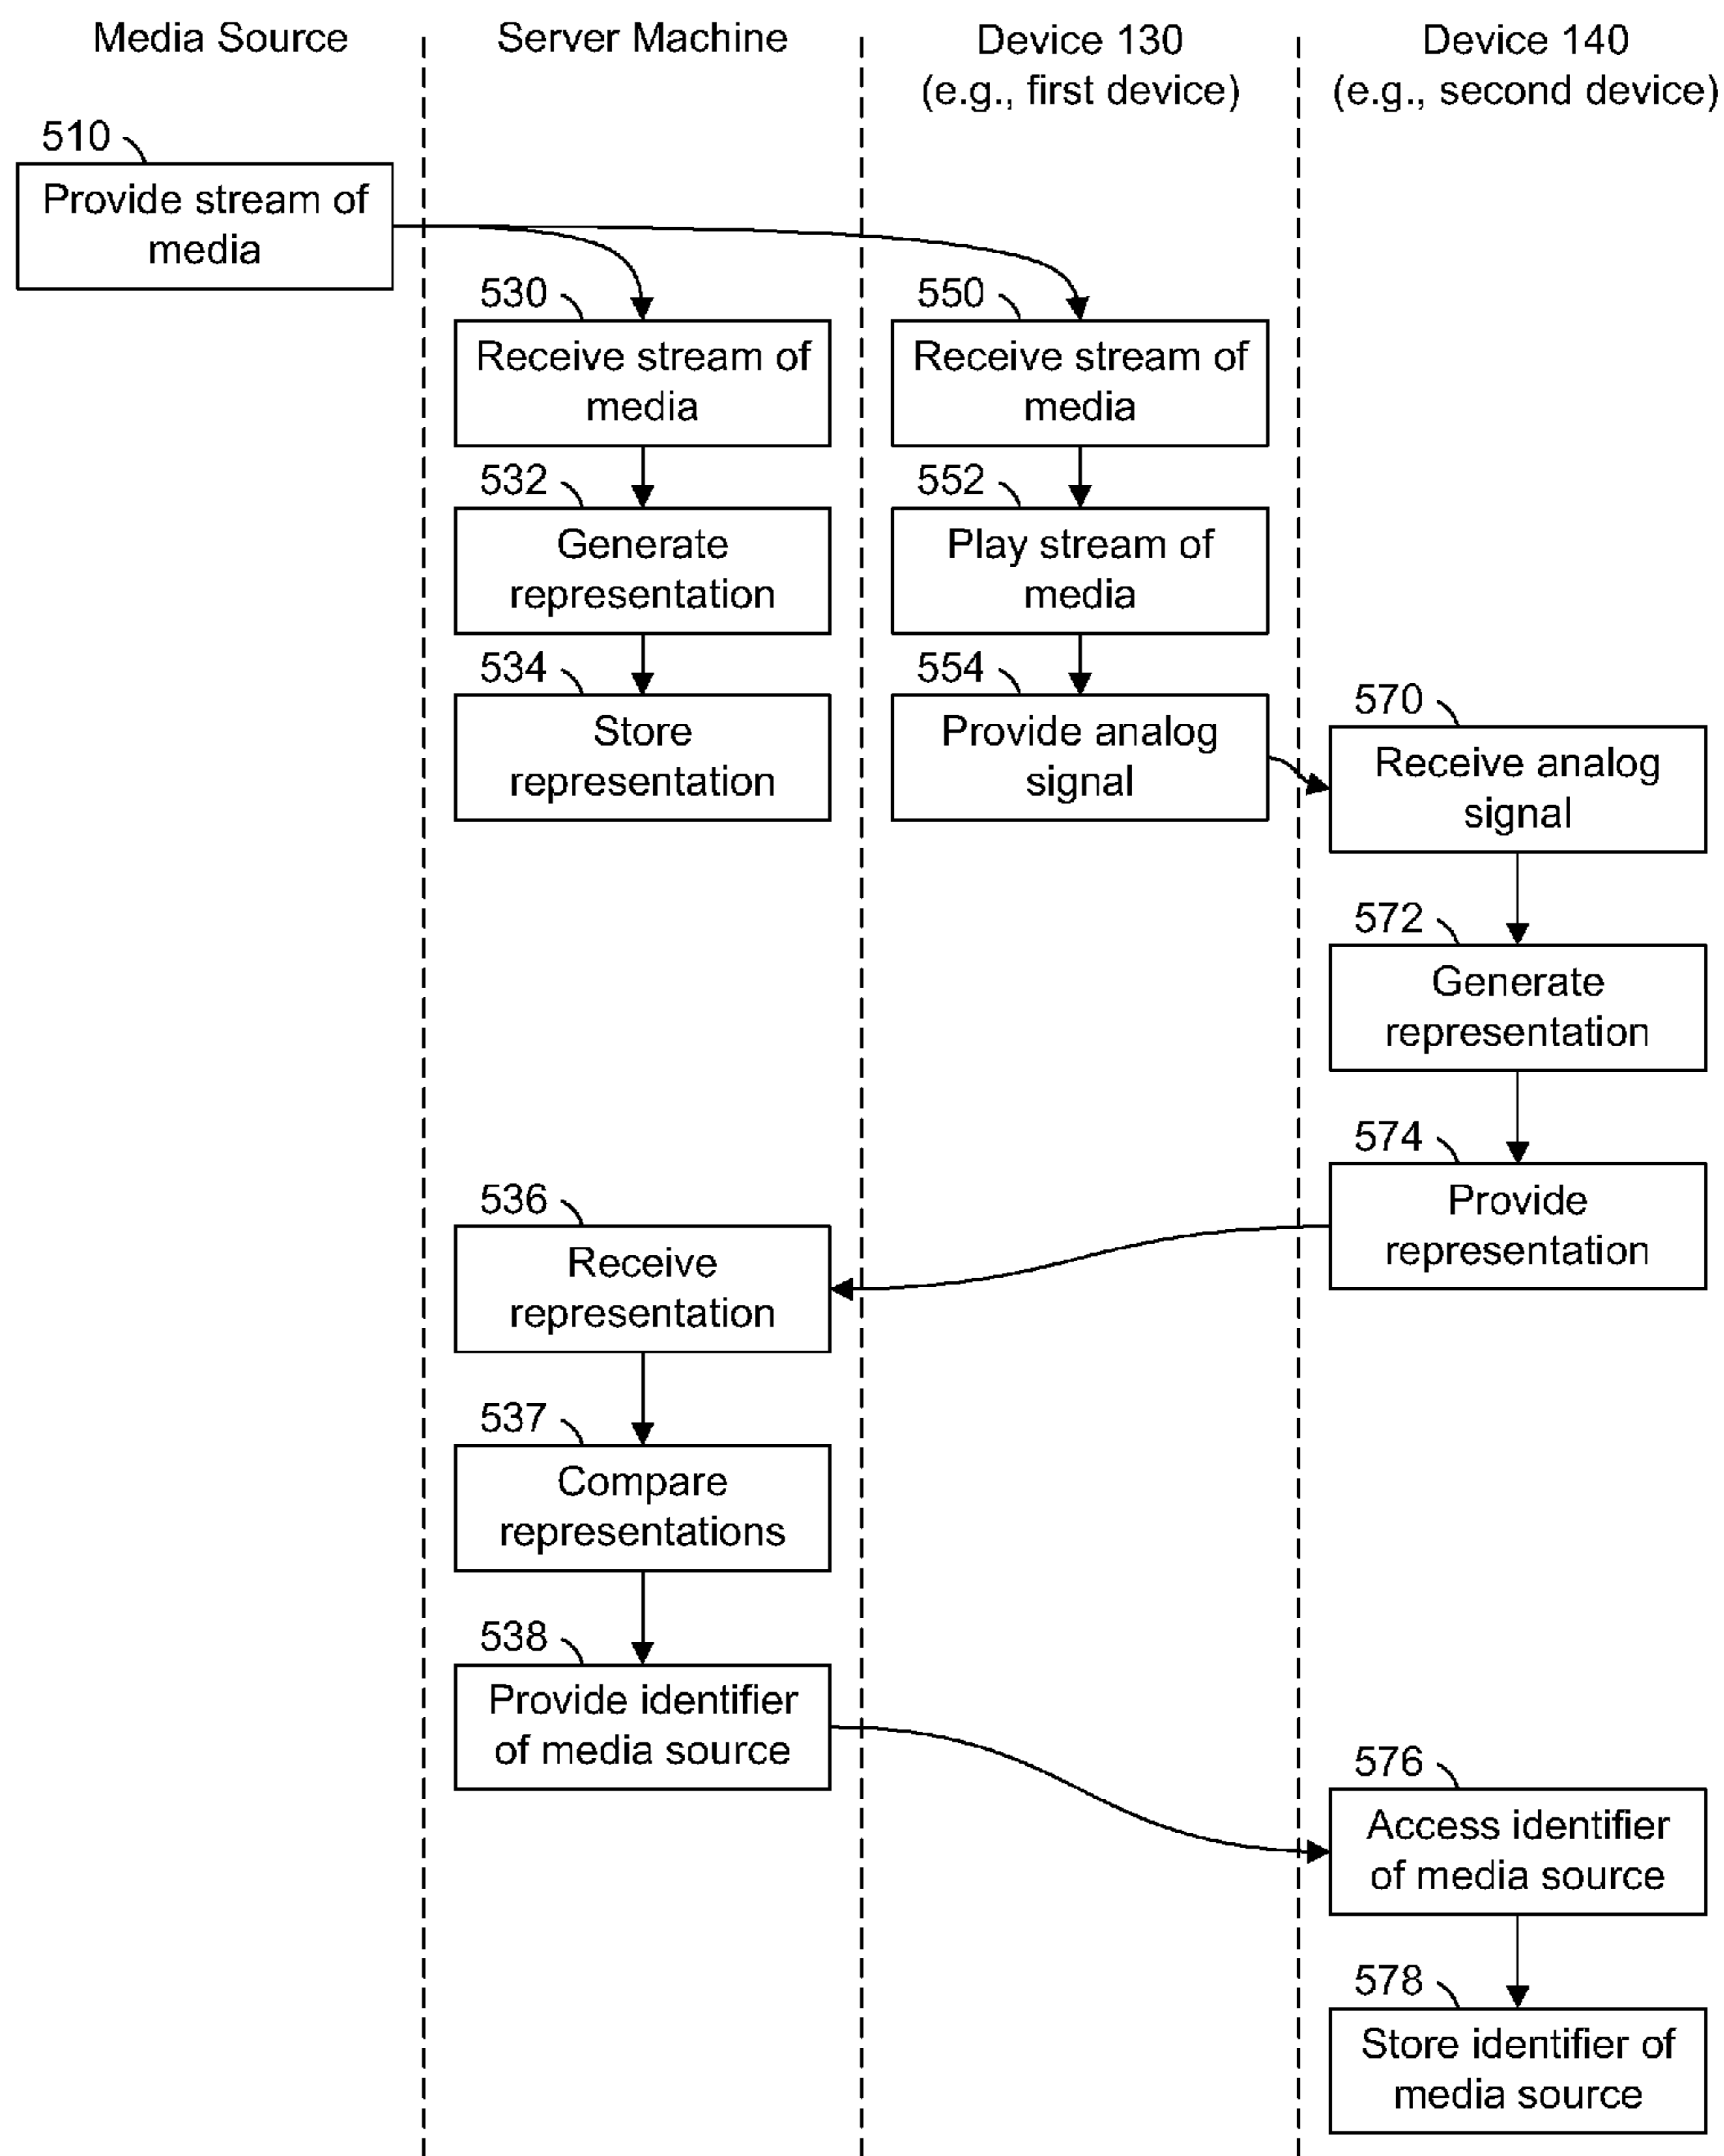 Media Source
Server Machine
Device 130
(e.g., first device)
Device 140
(e.g., second device)
510
Provide stream of
media
530
Receive stream of
media
550
Receive stream of
media
532
Generate
representation
552
Play stream of
media
534
Store
representation
554
Provide analog
signal
570
Receive analog
signal
572
Generate
representation
574
Provide
representation
536
Receive
representation
537
Compare
representations
538
Provide identifier
of media source
576
Access identifier
of media source
578
Store identifier of
media source